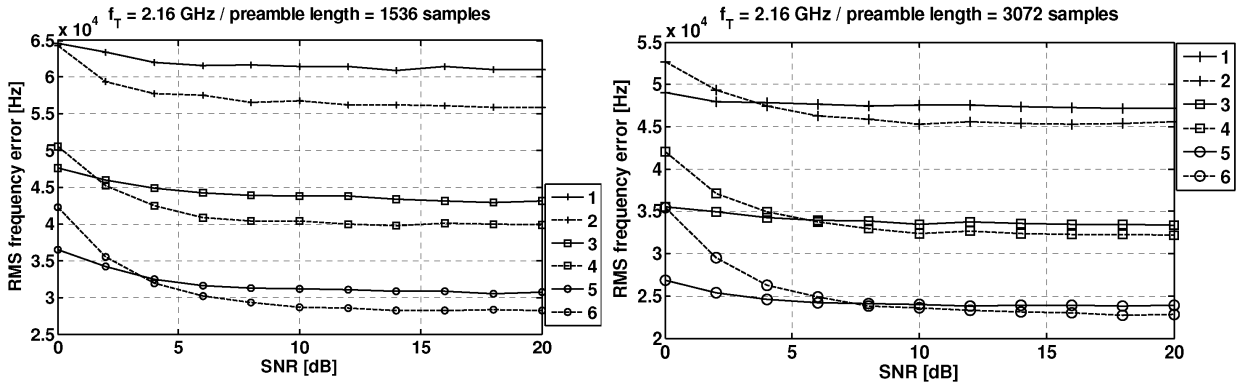 f_T = 2.16 GHz / preamble length = 1536 samples
x 10^4
6.5
6
5.5
5
4.5
4
3.5
3
2.5
0 5 10 15 20
RMS frequency error [Hz]
SNR [dB]
1
2
3
4
5
6
f_T = 2.16 GHz / preamble length = 3072 samples
x 10^4
5.5
5
4.5
4
3.5
3
2.5
2
0 5 10 15 20
RMS frequency error [Hz]
SNR [dB]
1
2
3
4
5
6